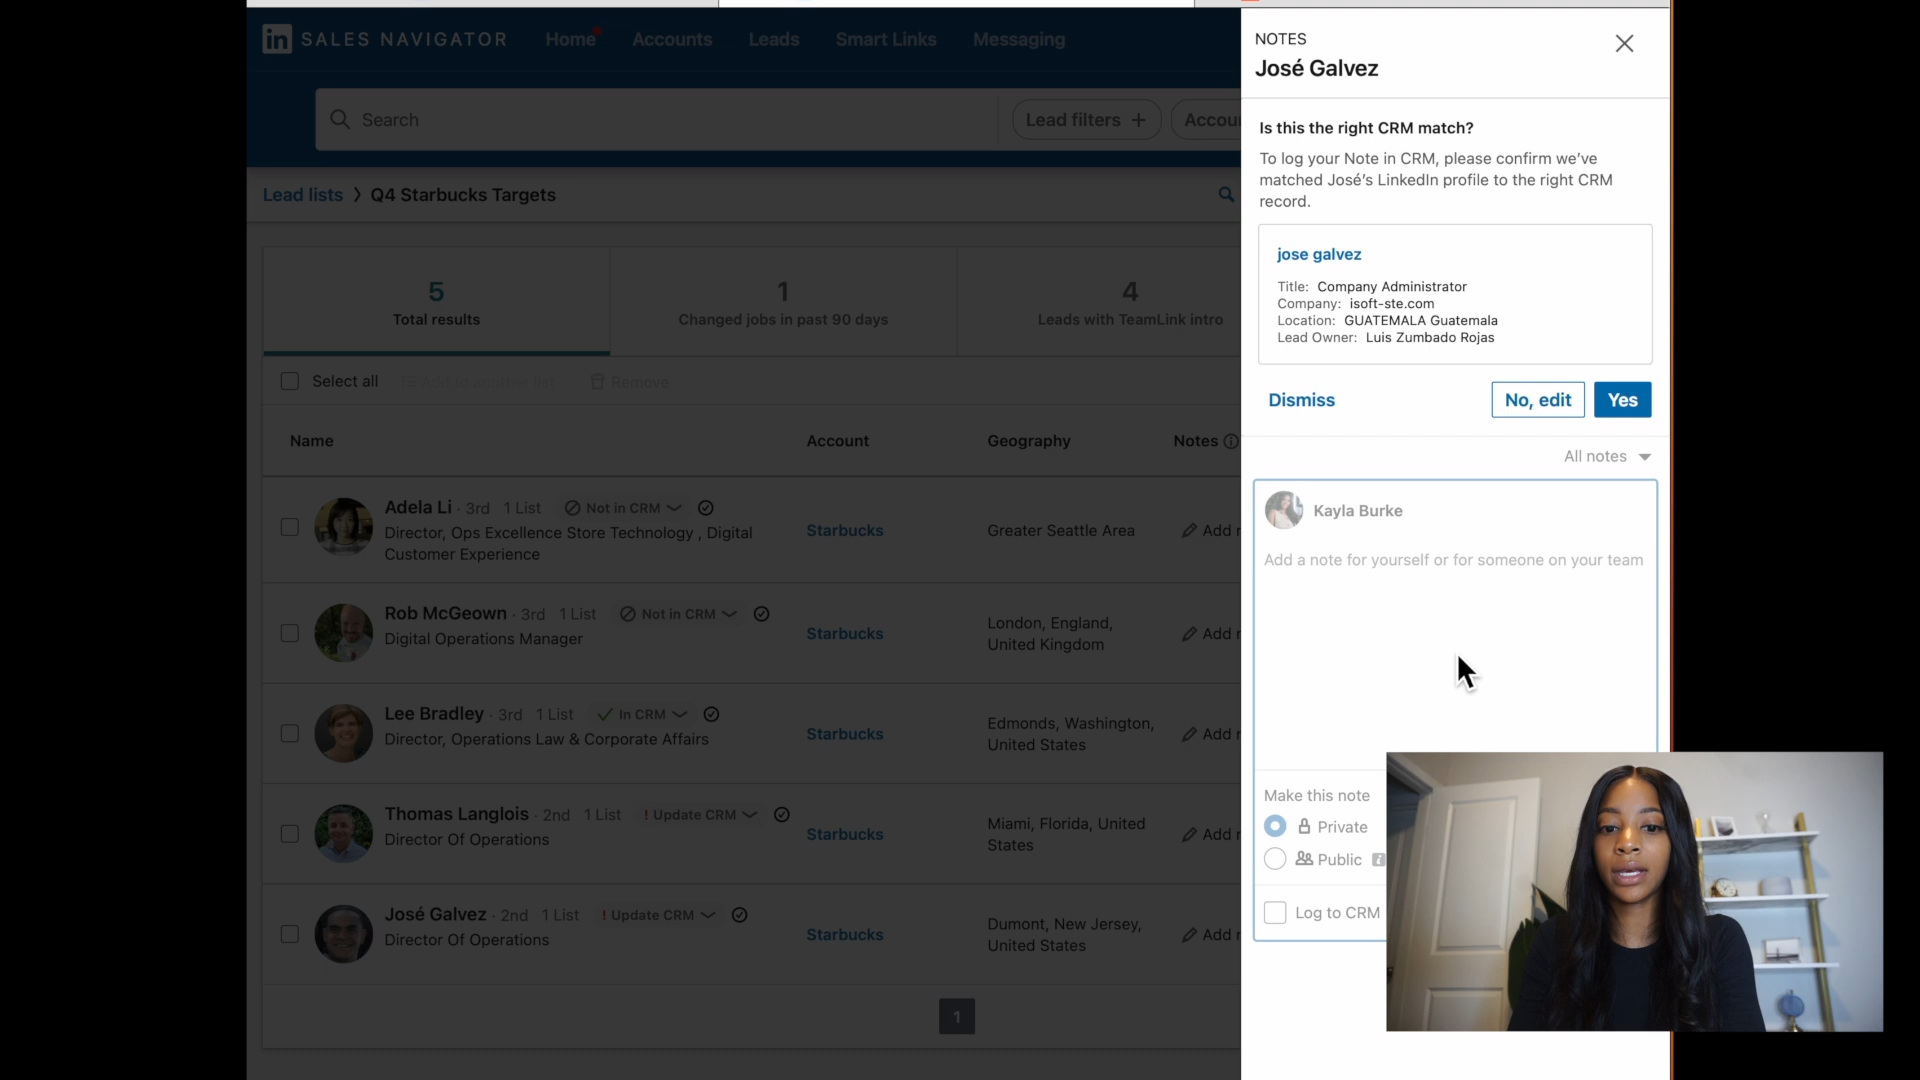 in SALES NAVIGATOR
Home
Accounts
Leads
Smart Links
Messaging
Search
Lead filters +
Accou
Lead lists > Q4 Starbucks Targets
5
Total results
1
Changed jobs in past 90 days
4
Leads with TeamLink intro
Select all
Add to another list
Remove
Name
Account
Geography
Notes
Adela Li · 3rd 1 List Not in CRM
Director, Ops Excellence Store Technology , Digital
Customer Experience
Starbucks
Greater Seattle Area
Add r
Rob McGeown · 3rd 1 List Not in CRM
Digital Operations Manager
Starbucks
London, England,
United Kingdom
Add r
Lee Bradley · 3rd 1 List In CRM
Director, Operations Law & Corporate Affairs
Starbucks
Edmonds, Washington,
United States
Add r
Thomas Langlois · 2nd 1 List ! Update CRM
Director Of Operations
Starbucks
Miami, Florida, United
States
Add r
José Galvez · 2nd 1 List ! Update CRM
Director Of Operations
Starbucks
Dumont, New Jersey,
United States
Add r
1
NOTES
José Galvez
Is this the right CRM match?
To log your Note in CRM, please confirm we've
matched José's LinkedIn profile to the right CRM
record.
jose galvez
Title: Company Administrator
Company: isoft-ste.com
Location: GUATEMALA Guatemala
Lead Owner: Luis Zumbado Rojas
Dismiss
No, edit
Yes
All notes
Kayla Burke
Add a note for yourself or for someone on your team
Make this note
Private
Public
Log to CRM